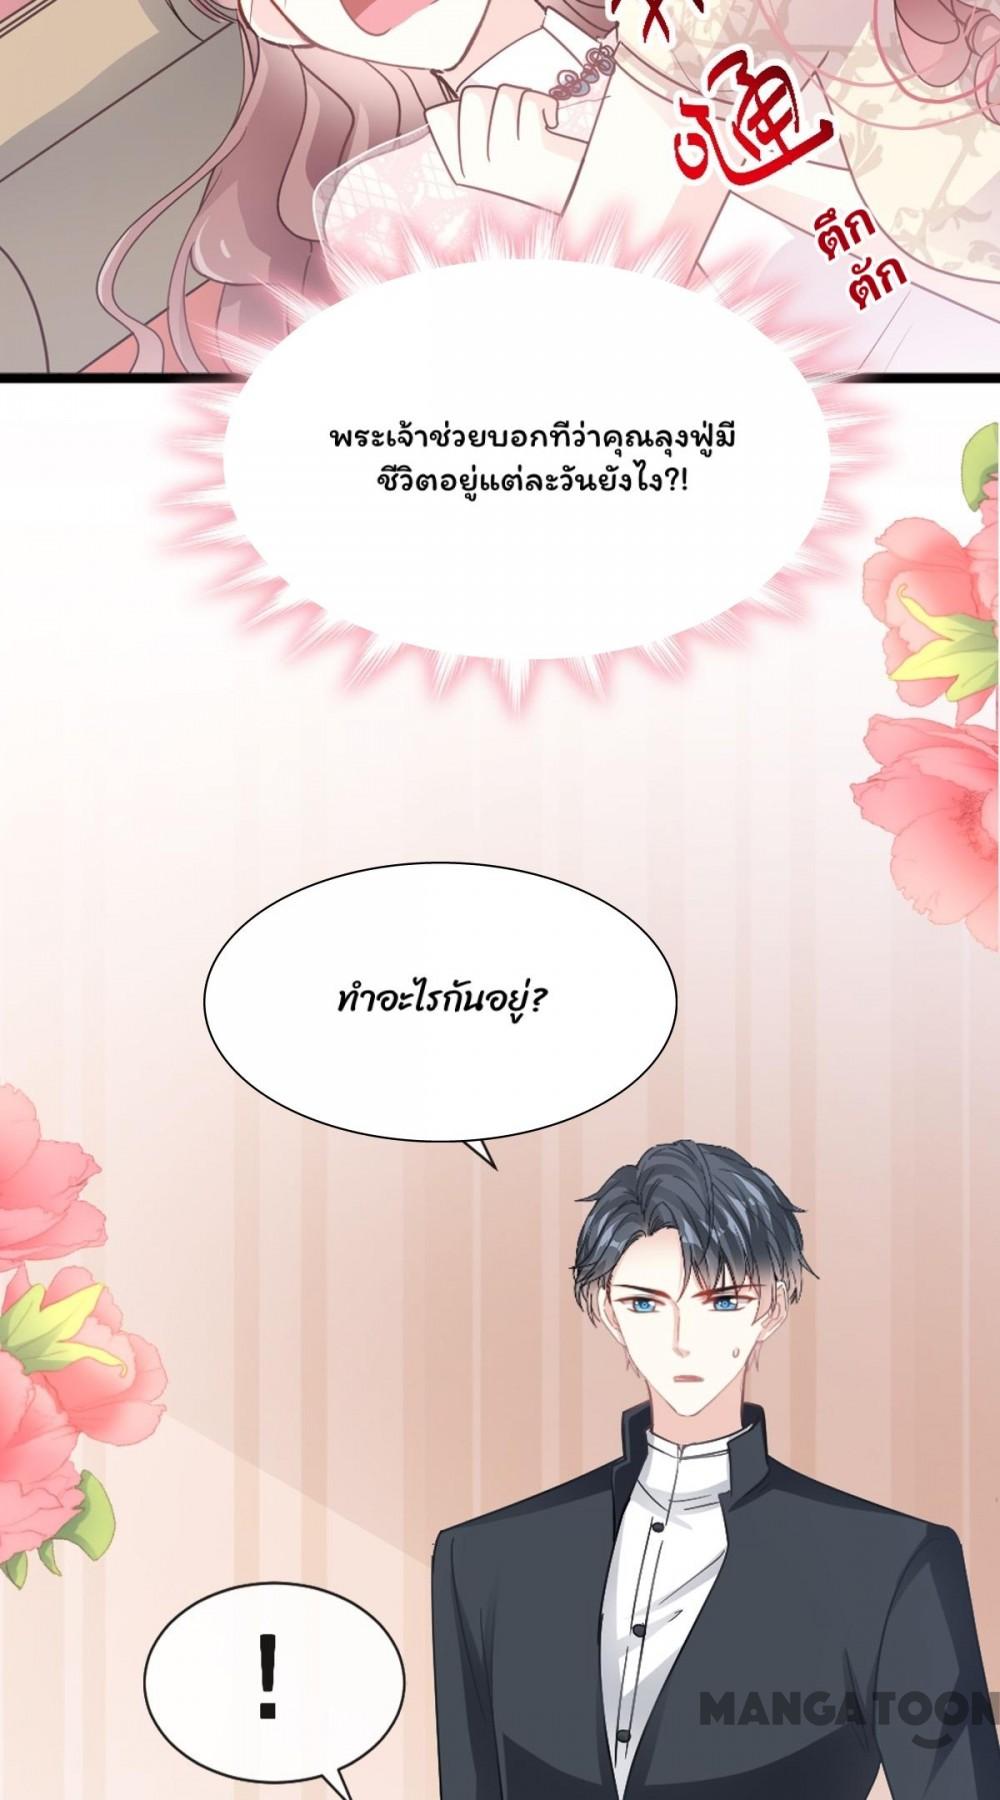 ตึก
ตัก
พระเจ้าช่วยบอกทีว่าคุณลุงฟู่มี
ชีวิตอยู่แต่ละวันยังไง?!
ทำอะไรกันอยู่?
!
MANGATOON